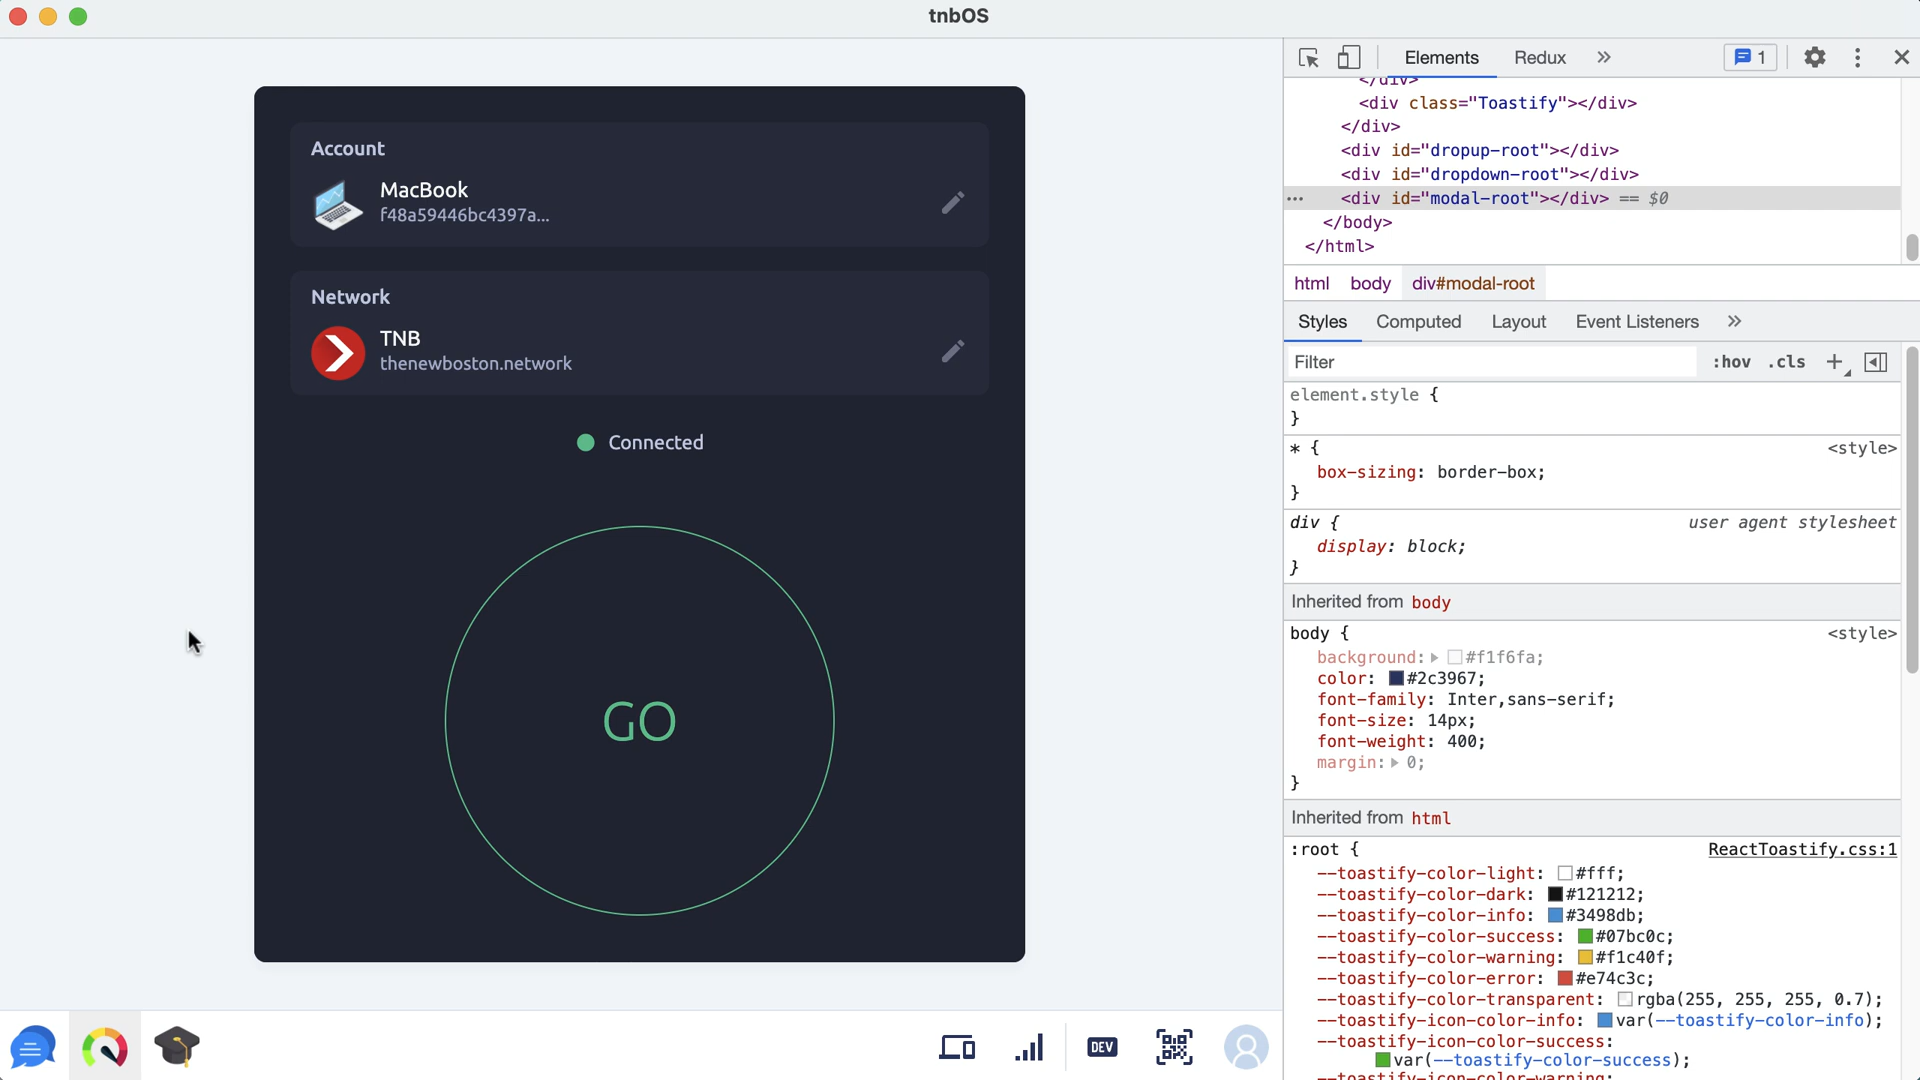 tnbOS
Account
MacBook
f48a59446bc4397a...
Network
TNB
thenewboston.network
Connected
GO
DEV
Elements
Redux
1
</div>
<div class="Toastify"></div>
</div>
<div id="dropup-root"></div>
<div id="dropdown-root"></div>
<div id="modal-root"></div> == $0
</body>
</html>
html body div#modal-root
Styles Computed Layout Event Listeners
Filter
:hov .cls
element.style {
}
* { <style>
box-sizing: border-box;
}
div { user agent stylesheet
display: block;
}
Inherited from body
body { <style>
background: #f1f6fa;
color: #2c3967;
font-family: Inter,sans-serif;
font-size: 14px;
font-weight: 400;
margin: 0;
}
Inherited from html
:root { ReactToastify.css:1
--toastify-color-light: #fff;
--toastify-color-dark: #121212;
--toastify-color-info: #3498db;
--toastify-color-success: #07bc0c;
--toastify-color-warning: #f1c40f;
--toastify-color-error: #e74c3c;
--toastify-color-transparent: rgba(255, 255, 255, 0.7);
--toastify-icon-color-info: var(--toastify-color-info);
--toastify-icon-color-success:
var(--toastify-color-success);
--toastify-icon-color-warning: